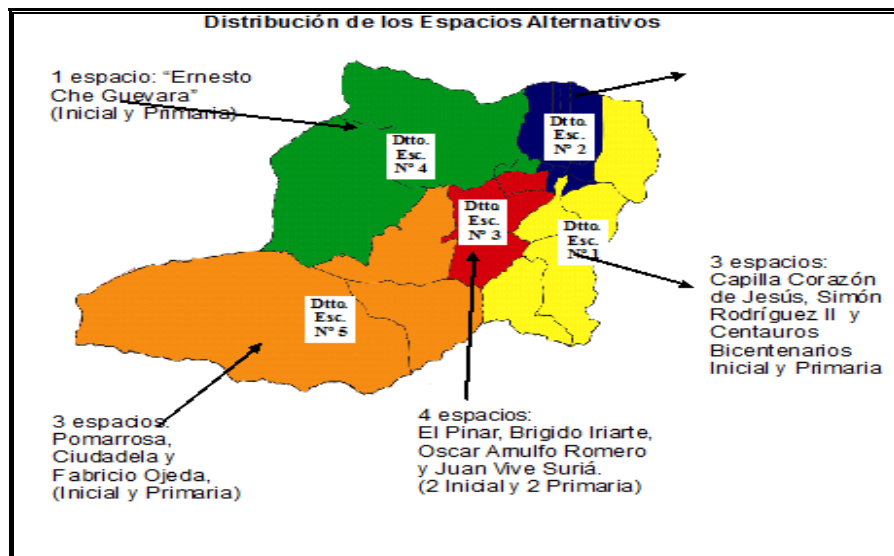 Distribución de los Espacios Alternativos
1 espacio: “Ernesto
Che Guevara”
(Inicial y Primaria)
Dtto.
Esc.
N° 4
Dtto.
Esc.
N° 2
Dtto.
Esc.
N° 3
Dtto.
Esc.
N° 1
Dtto.
Esc.
N° 5
3 espacios:
Capilla Corazón
de Jesús, Simón
Rodríguez II y
Centauros
Bicentenarios
Inicial y Primaria
3 espacios:
Pomarrosa,
Ciudadela y
Fabricio Ojeda,
(Inicial y Primaria)
4 espacios:
El Pinar, Brigido Iriarte,
Oscar Arnulfo Romero
y Juan Vive Suriá.
(2 Inicial y 2 Primaria)